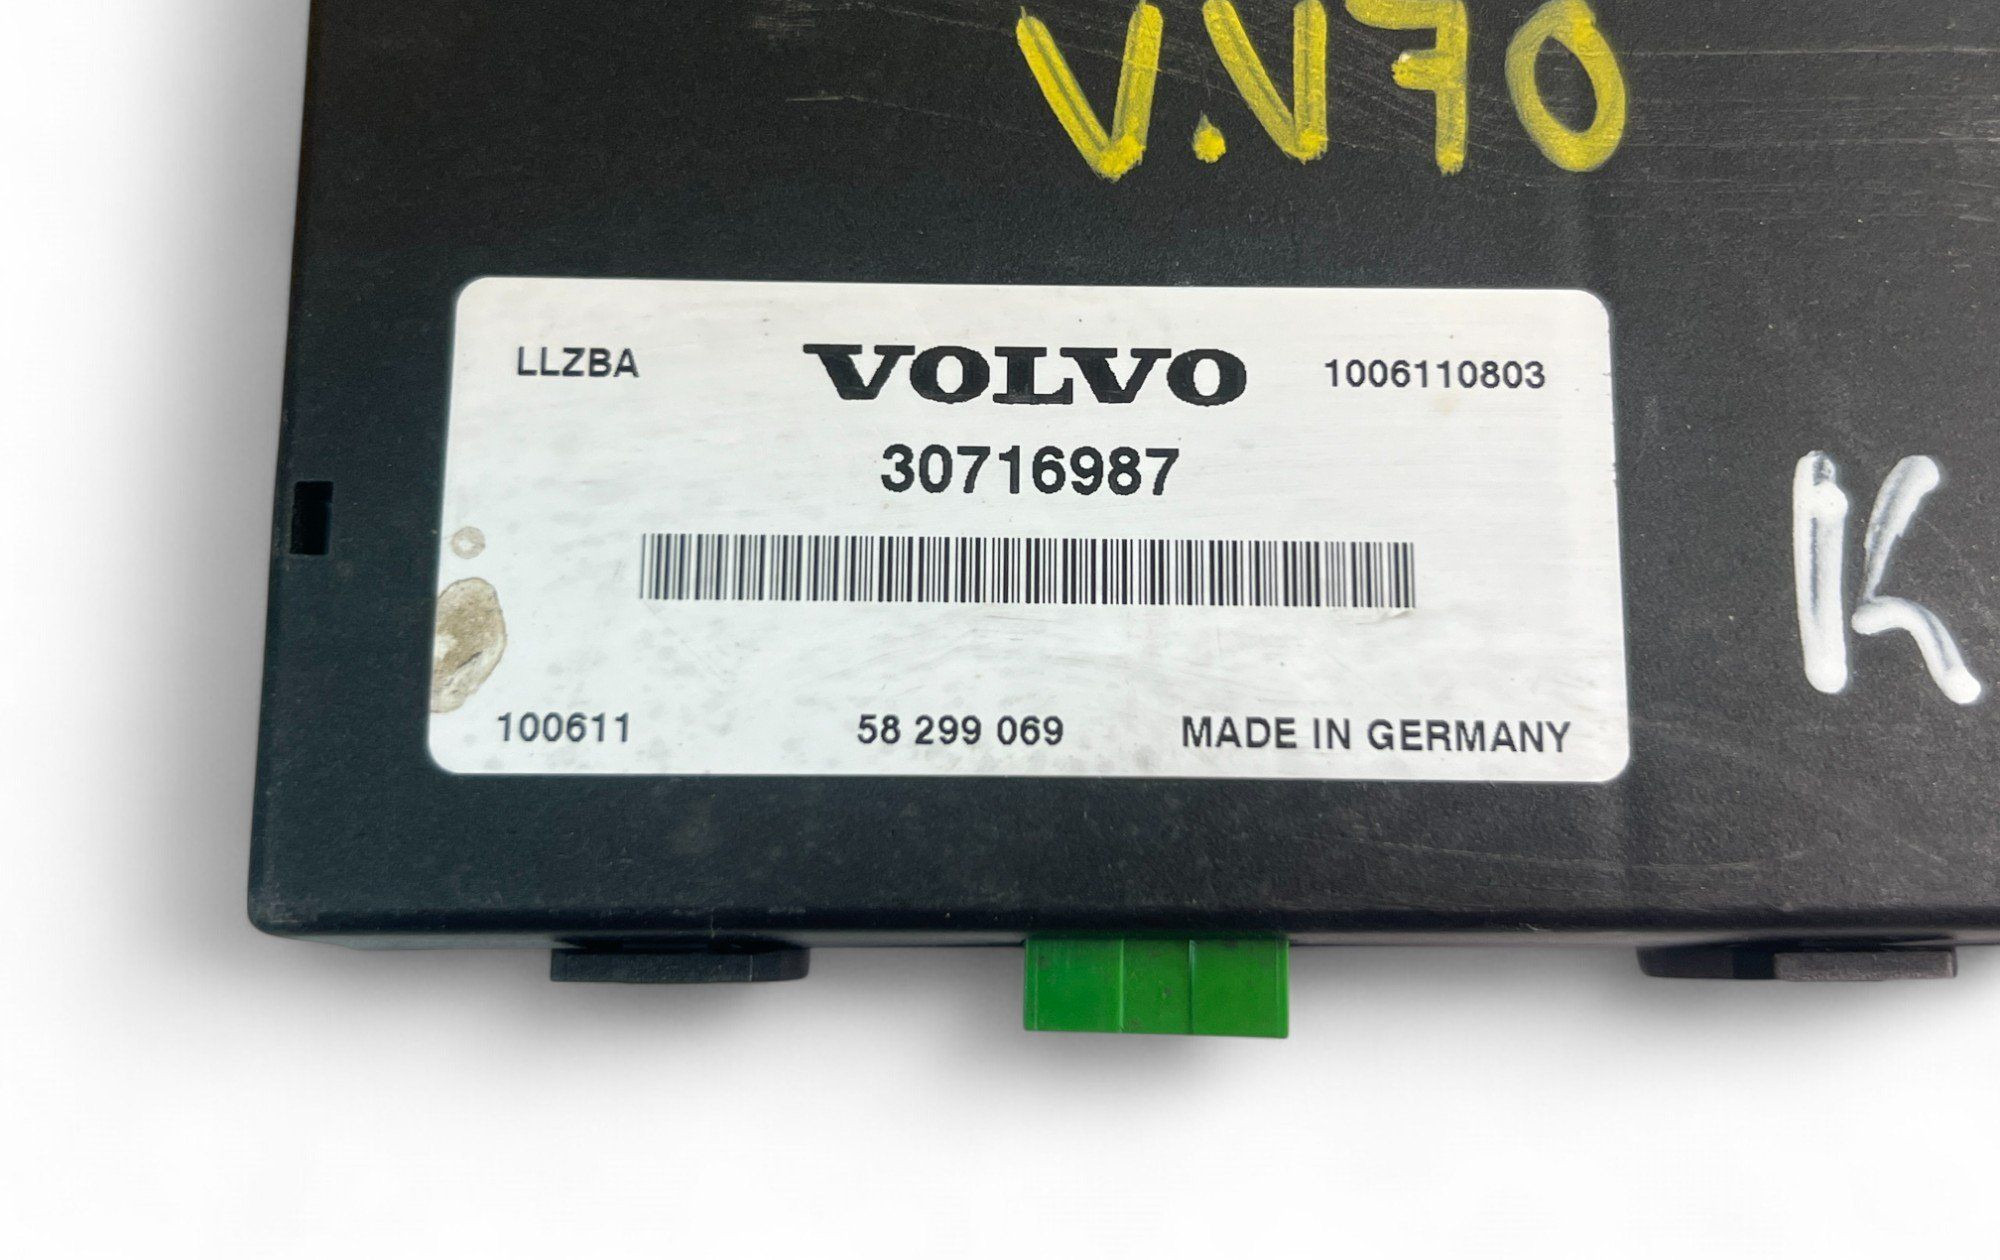 V.V70
LLZBA VOLVO 1006110803
30716987
K
100611 58 299 069 MADE IN GERMANY